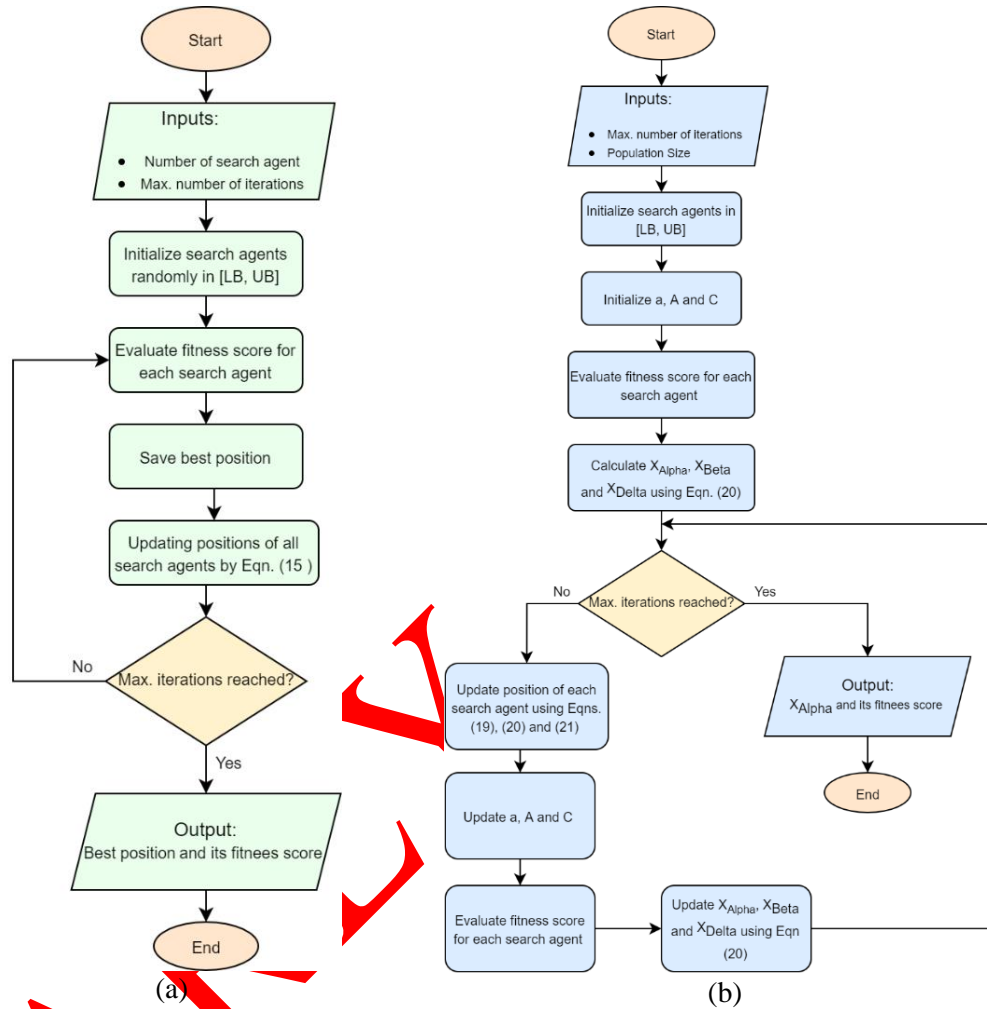 Start
Inputs:
• Number of search agent
• Max. number of iterations
Initialize search agents
randomly in [LB, UB]
Evaluate fitness score for
each search agent
Save best position
Updating positions of all
search agents by Eqn. (15 )
Max. iterations reached?
No
Yes
Output:
Best position and its fitnees score
End
(a)
Start
Inputs:
• Max. number of itrerations
• Population Size
Initialize search agents in
[LB, UB]
Initialize a, A and C
Evaluate fitness score for each
search agent
Calculate XAlpha, XBeta
and XDelta using Eqn. (20)
Max. iterations reached?
No
Yes
Update position of each
search agent using Eqns.
(19), (20) and (21)
Update a, A and C
Evaluate fitness score
for each search agent
Update XAlpha, XBeta
and XDelta using Eqn
(20)
Output:
XAlpha and its fitnees score
End
(b)